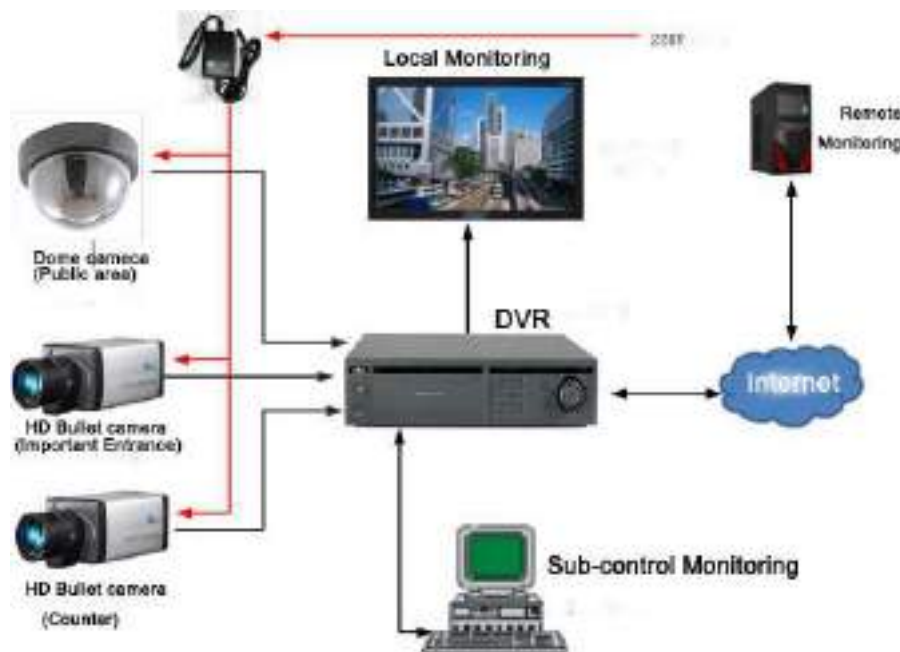 Local Monitoring
Remote
Monitoring
Dome dameca
(Public area)
DVR
HD Bullet camera
(Important Entrance)
Internet
HD Bullet camera
(Counter)
Sub-control Monitoring